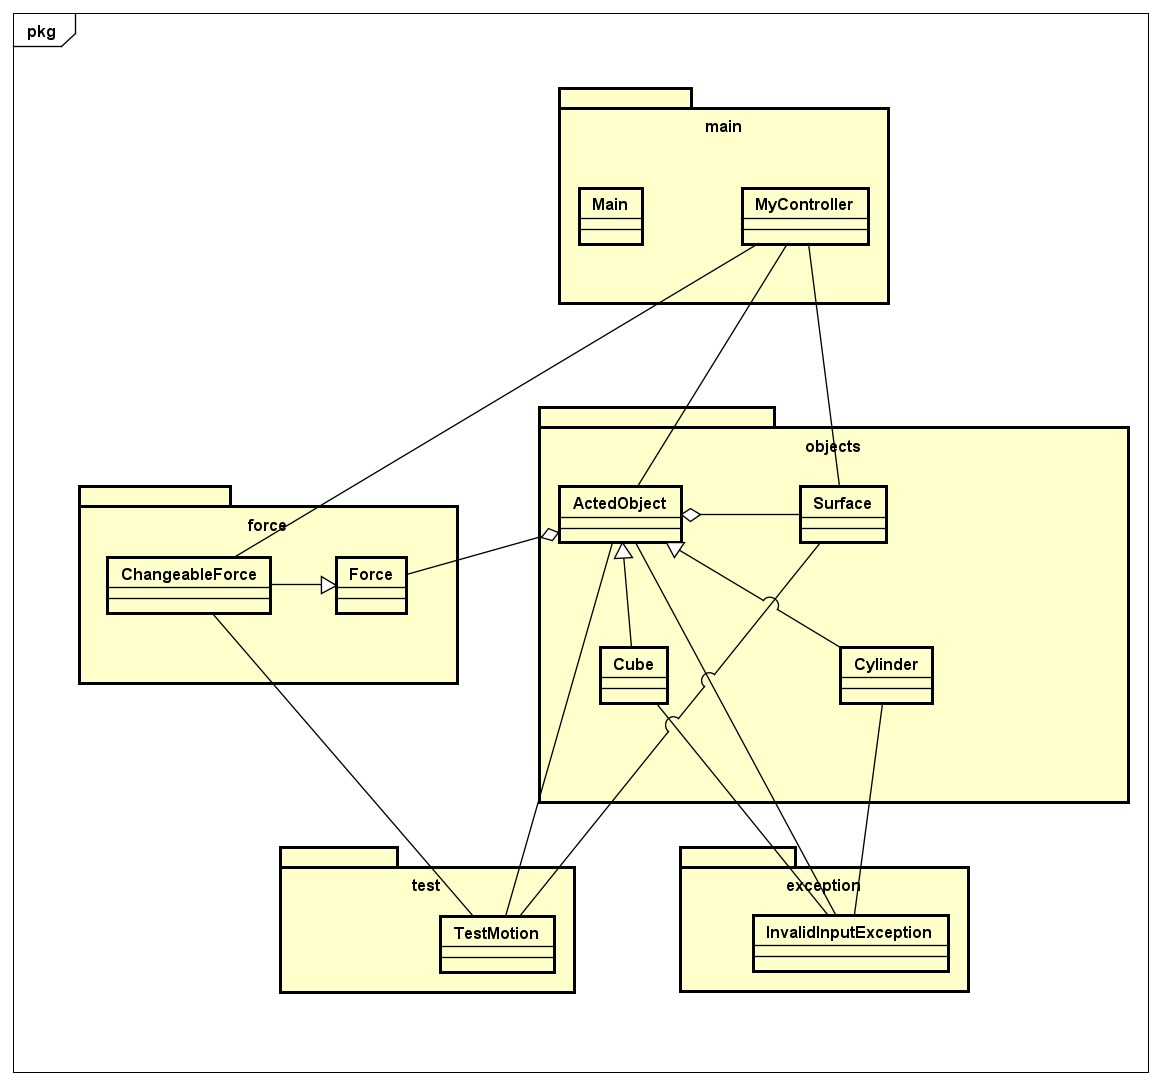 pkg
main
Main
MyController
objects
ActedObject
Surface
force
ChangeableForce
Force
Cube
Cylinder
test
TestMotion
exception
InvalidInputException